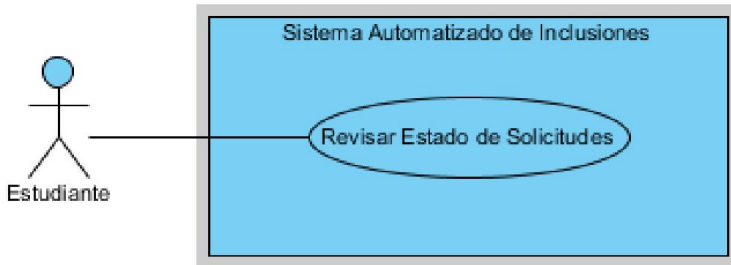 Sistema Automatizado de Inclusiones
Revisar Estado de Solicitudes
Estudiante